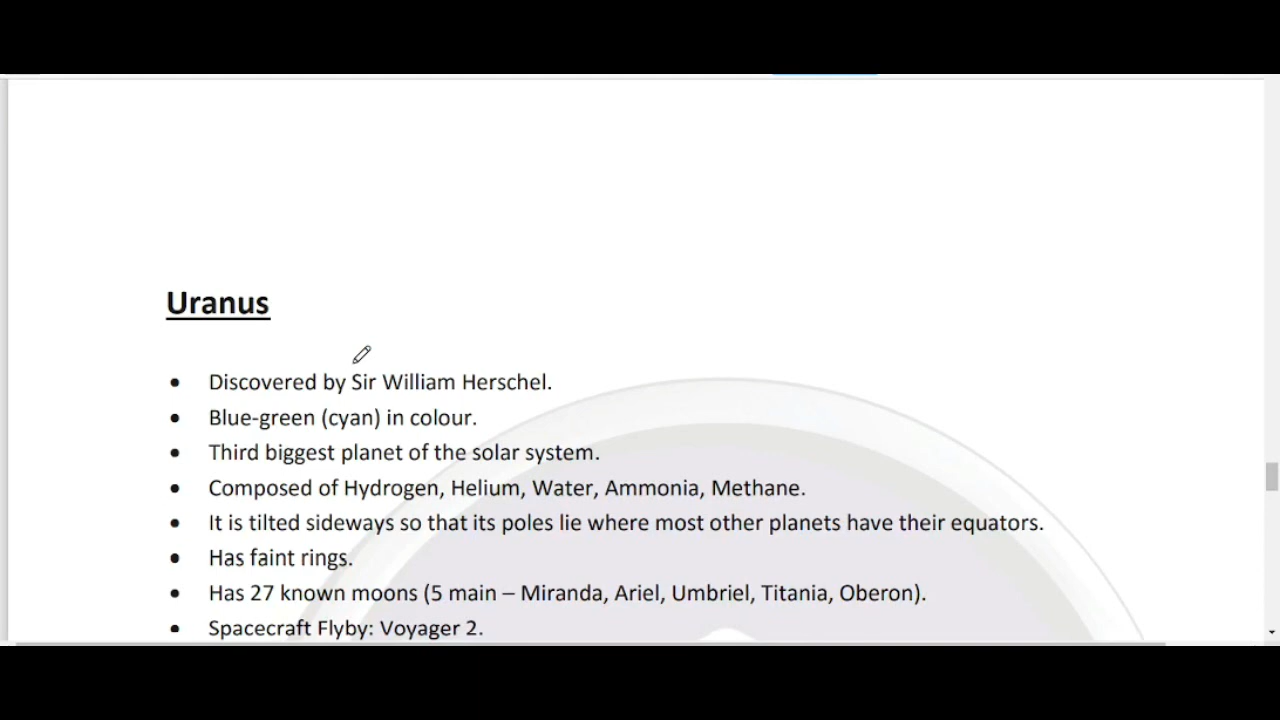 Uranus
• Discovered by Sir William Herschel.
• Blue-green (cyan) in colour.
• Third biggest planet of the solar system.
• Composed of Hydrogen, Helium, Water, Ammonia, Methane.
• It is tilted sideways so that its poles lie where most other planets have their equators.
• Has faint rings.
• Has 27 known moons (5 main – Miranda, Ariel, Umbriel, Titania, Oberon).
• Spacecraft Flyby: Voyager 2.